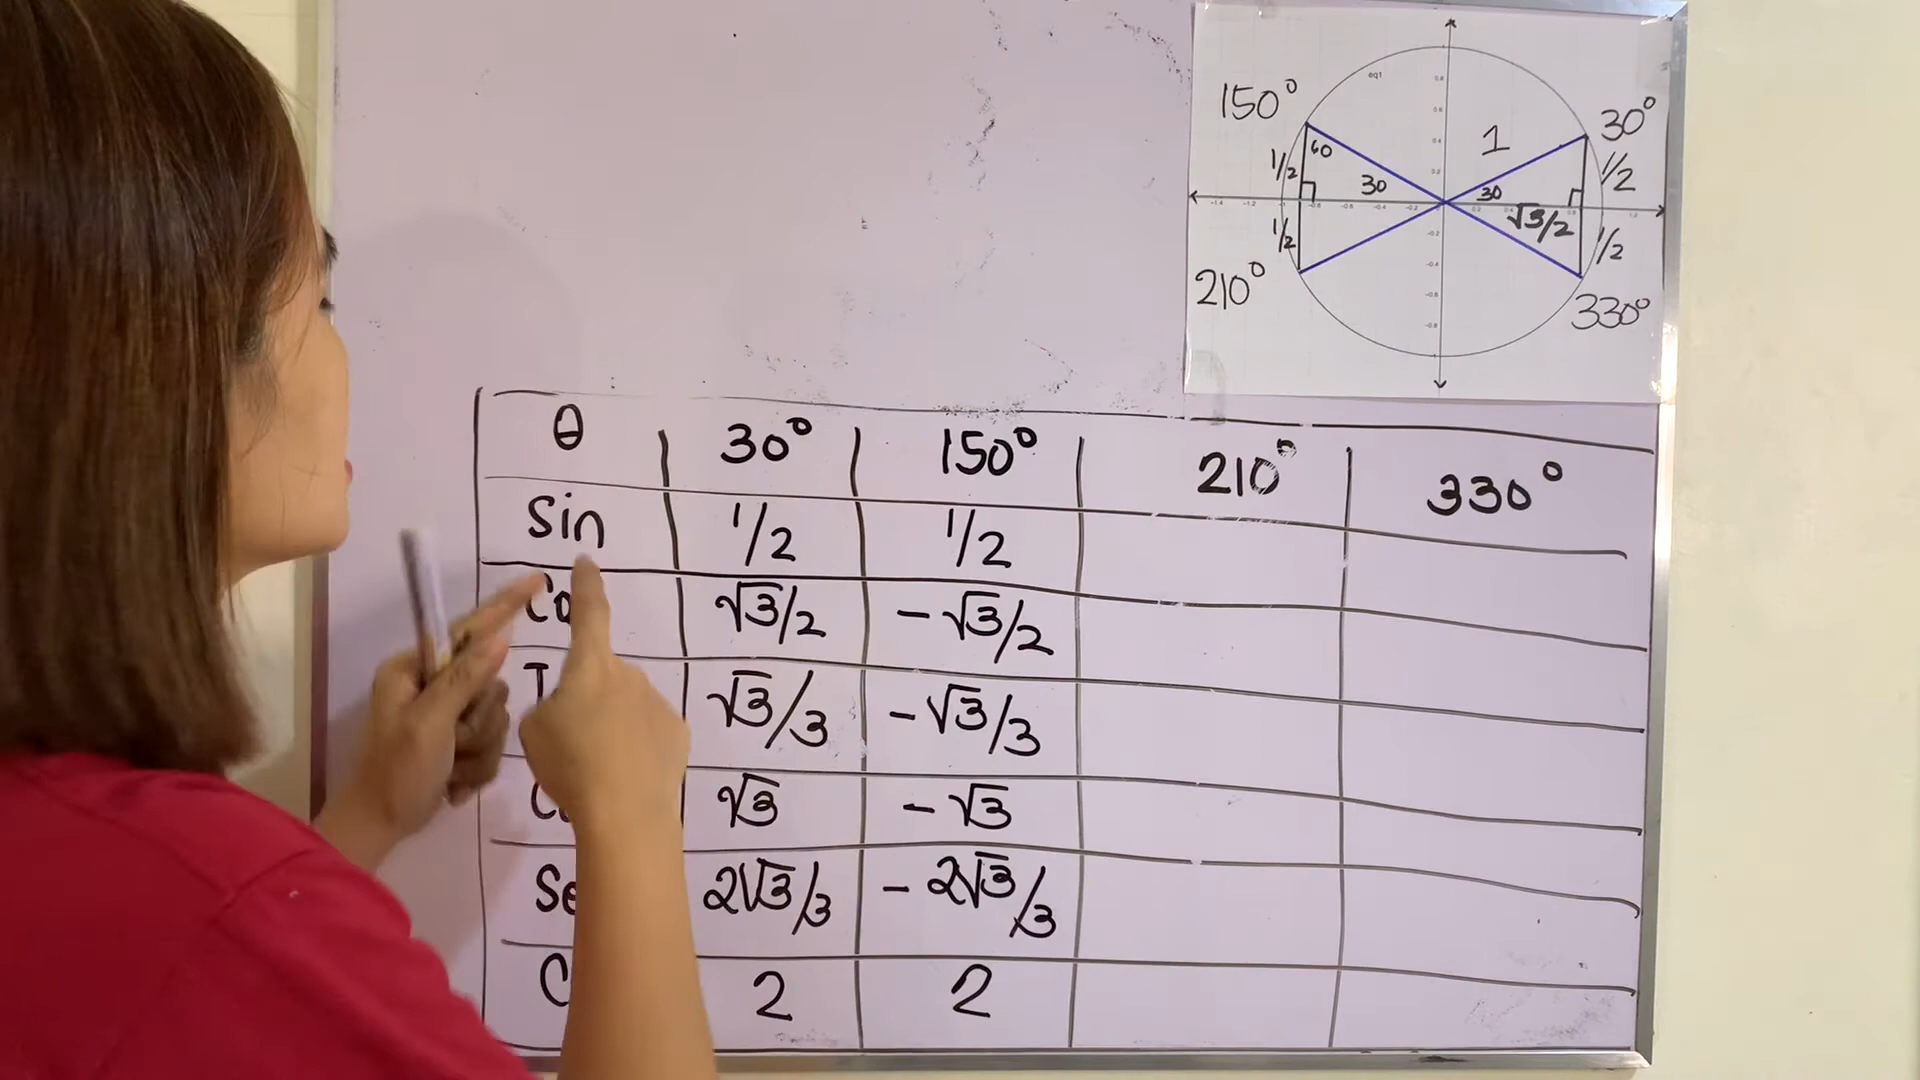 eq1
150° 30°
1
60
1/2 30 30 1/2
√3/2
1/2 1/2
210° 330°
θ 30° 150° 210° 330°
Sin 1/2 1/2
√3/2 -√3/2
√3/3 -√3/3
√3 -√3
2√3/3 -2√3/3
2 2